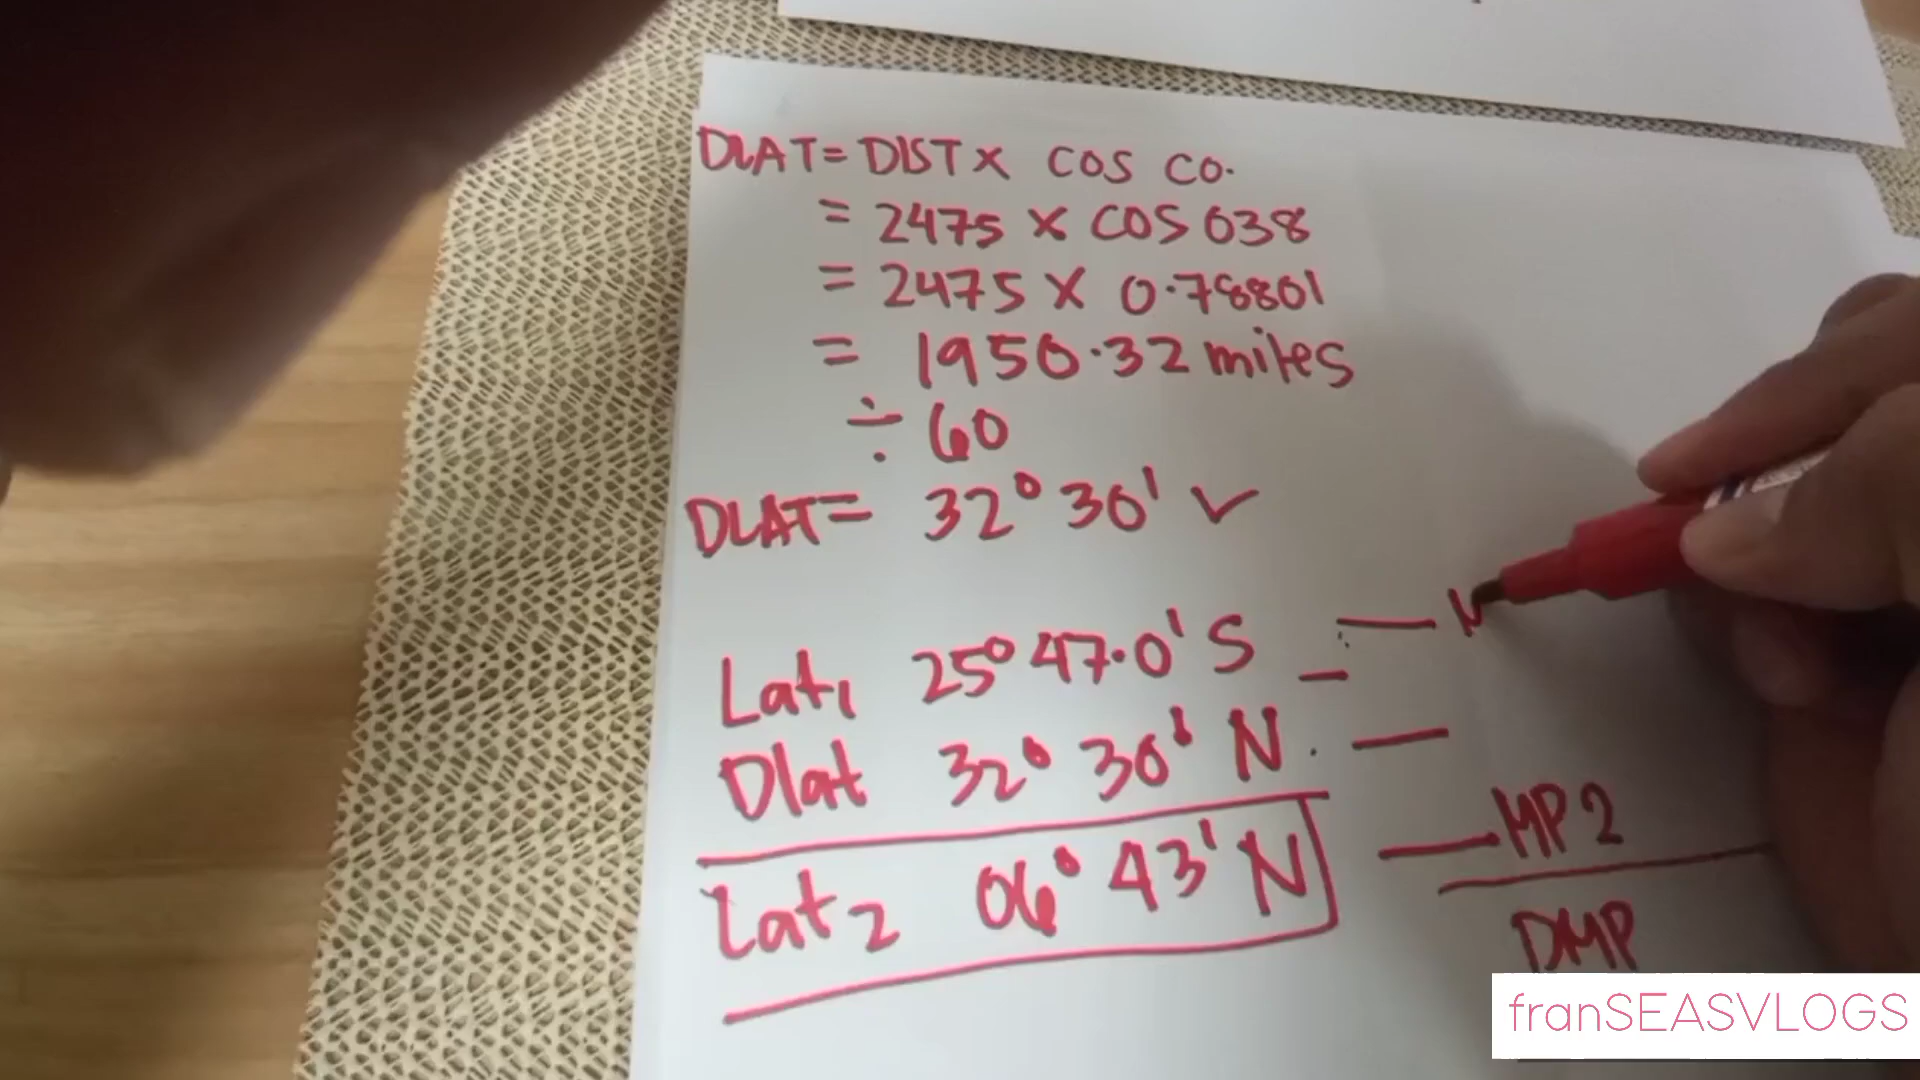 DLAT= DIST x COS CO.
= 2475 x COS 038
= 2475 x 0.78801
= 1950.32 miles
÷ 60
DLAT= 32° 30' ✓
Lat1 25° 47.0' S — M
Dlat 32° 30' N. —
Lat2 06° 43' N — MP2
DMP
franSEASVLOGS